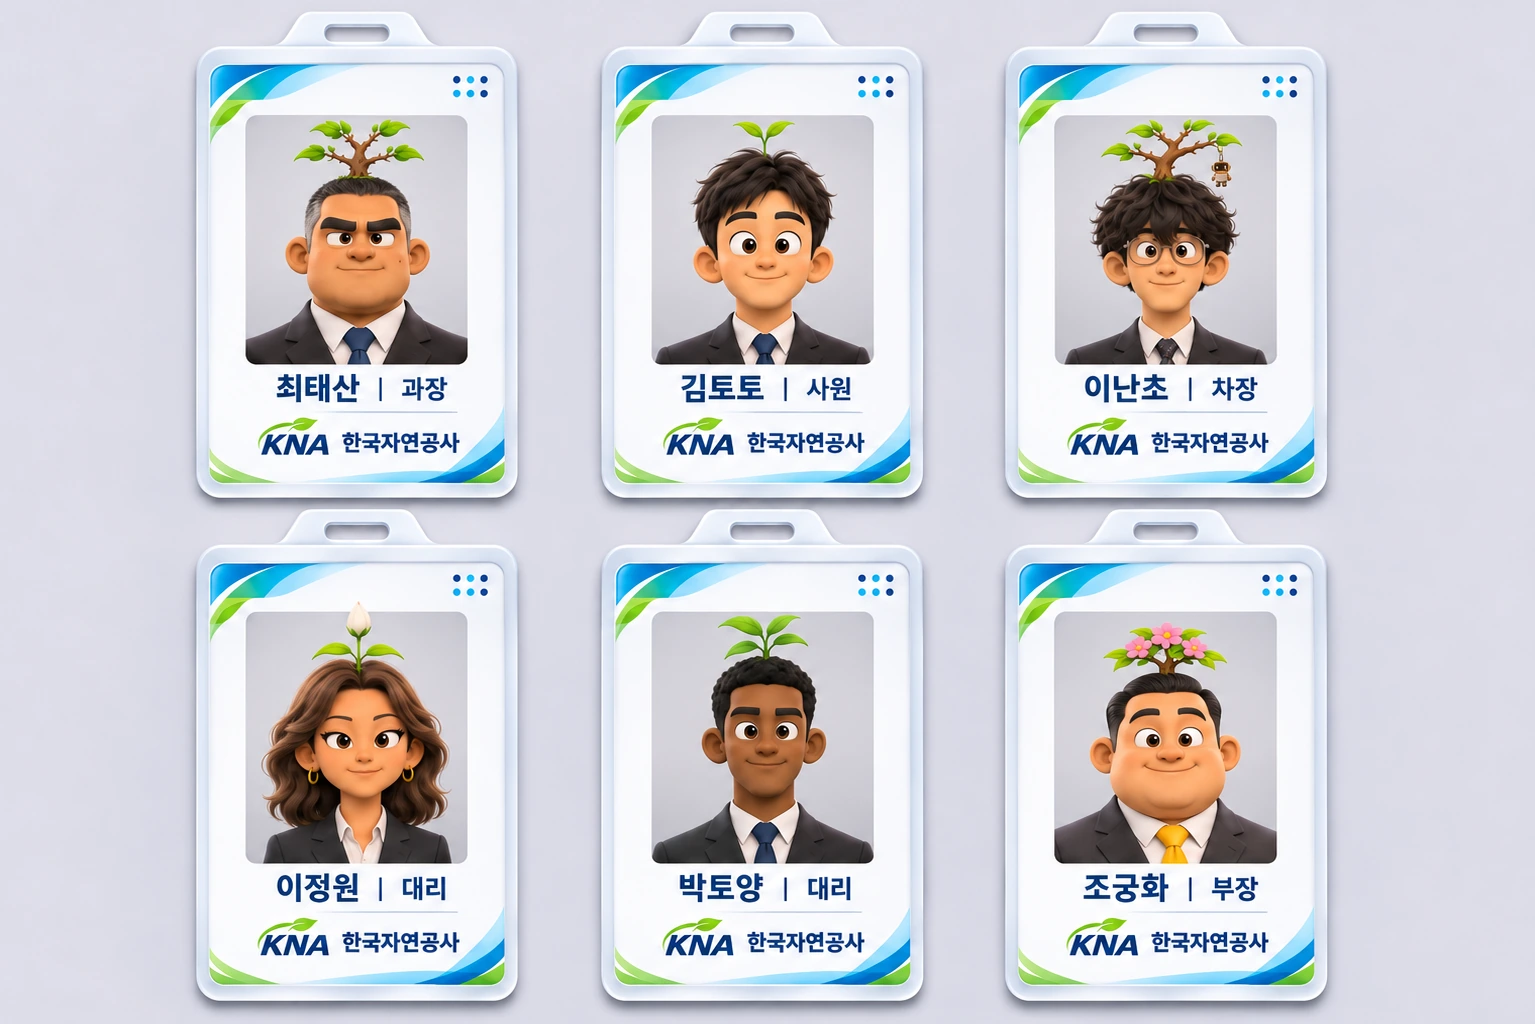 최태산 | 과장
KNA 한국자연공사
김토토 | 사원
KNA 한국자연공사
이난초 | 차장
KNA 한국자연공사
이정원 | 대리
KNA 한국자연공사
박토양 | 대리
KNA 한국자연공사
조궁화 | 부장
KNA 한국자연공사